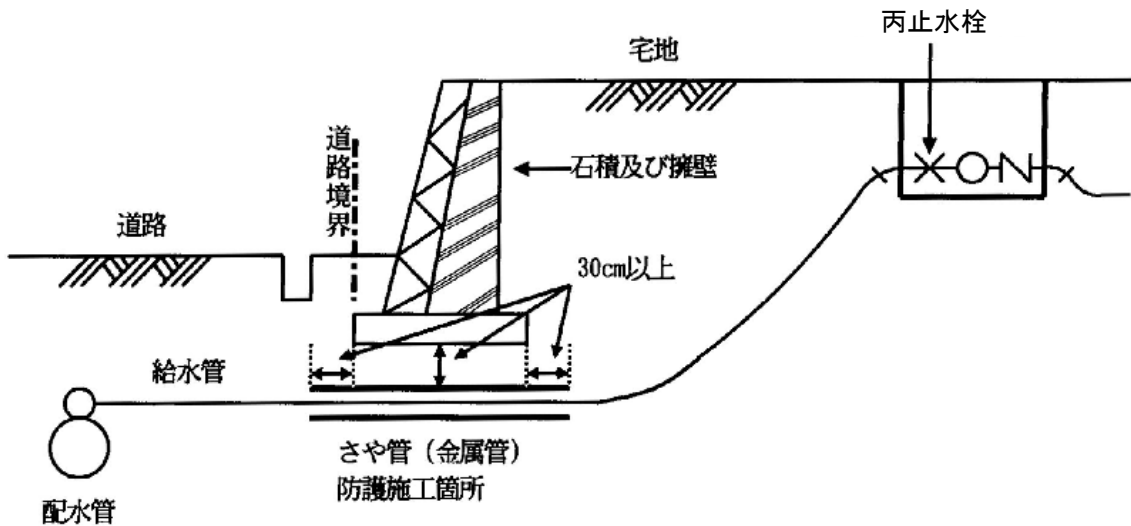 丙止水栓
宅地
道路境界
石積及び擁壁
道路
30cm以上
給水管
さや管（金属管）
防護施工箇所
配水管